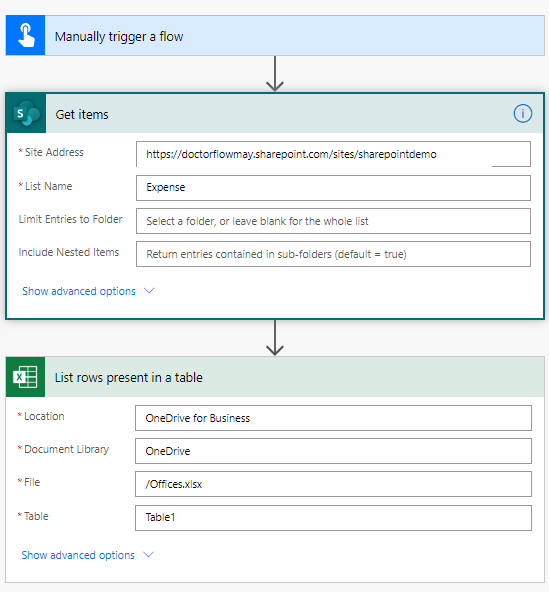 Manually trigger a flow
S
Get items
* Site Address
https://doctorflowmay.sharepoint.com/sites/sharepointdemo
* List Name
Expense
Limit Entries to Folder
Select a folder, or leave blank for the whole list
Include Nested Items
Return entries contained in sub-folders (default = true)
Show advanced options
X
List rows present in a table
* Location
OneDrive for Business
* Document Library
OneDrive
* File
/Offices.xlsx
* Table
Table1
Show advanced options